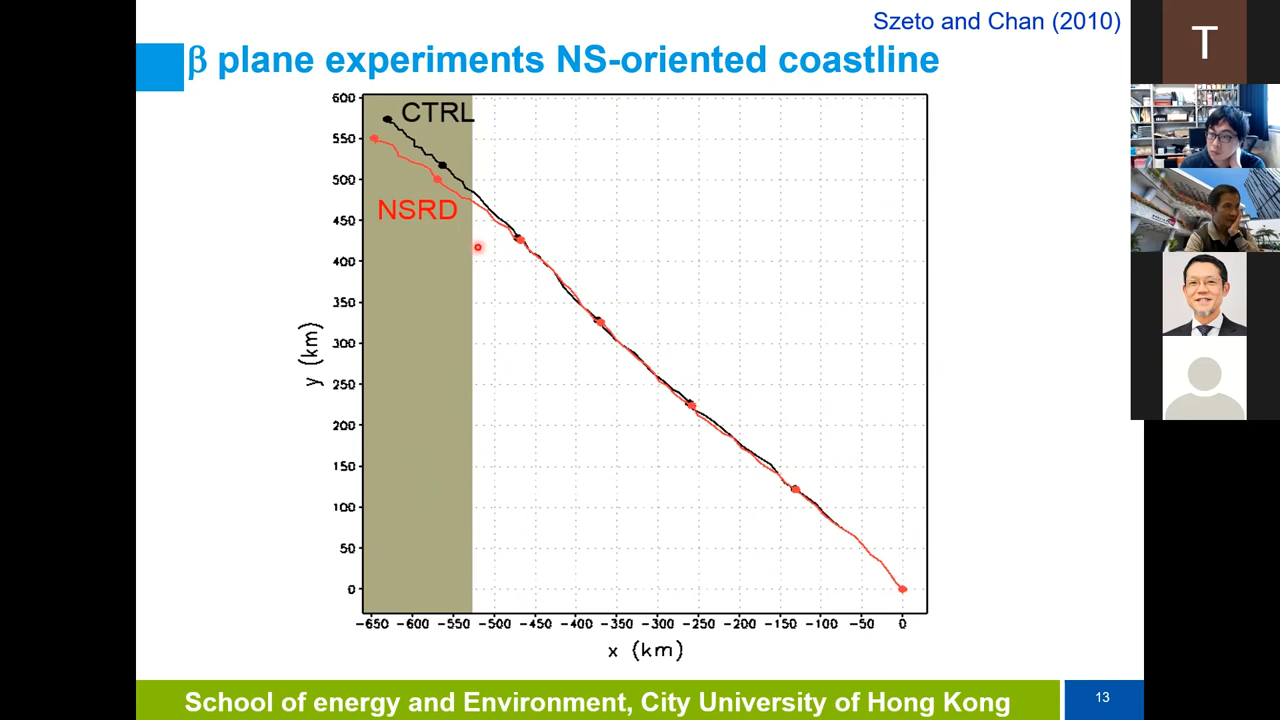 Szeto and Chan (2010)
β plane experiments NS-oriented coastline
T
CTRL
NSRD
600
550
500
450
400
350
300
250
200
150
100
50
0
y (km)
-650 -600 -550 -500 -450 -400 -350 -300 -250 -200 -150 -100 -50 0
x (km)
School of energy and Environment, City University of Hong Kong
13